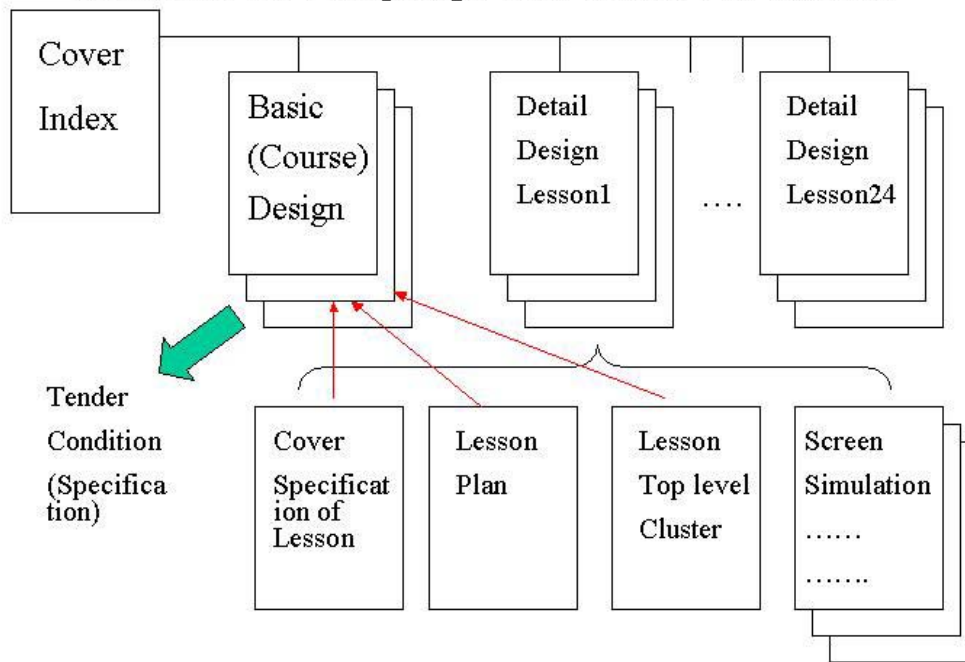 Cover
Index
Basic
(Course)
Design
Detail
Design
Lesson1
....
Detail
Design
Lesson24
Tender
Condition
(Specifica
tion)
Cover
Specificat
ion of
Lesson
Lesson
Plan
Lesson
Top level
Cluster
Screen
Simulation
……
…….